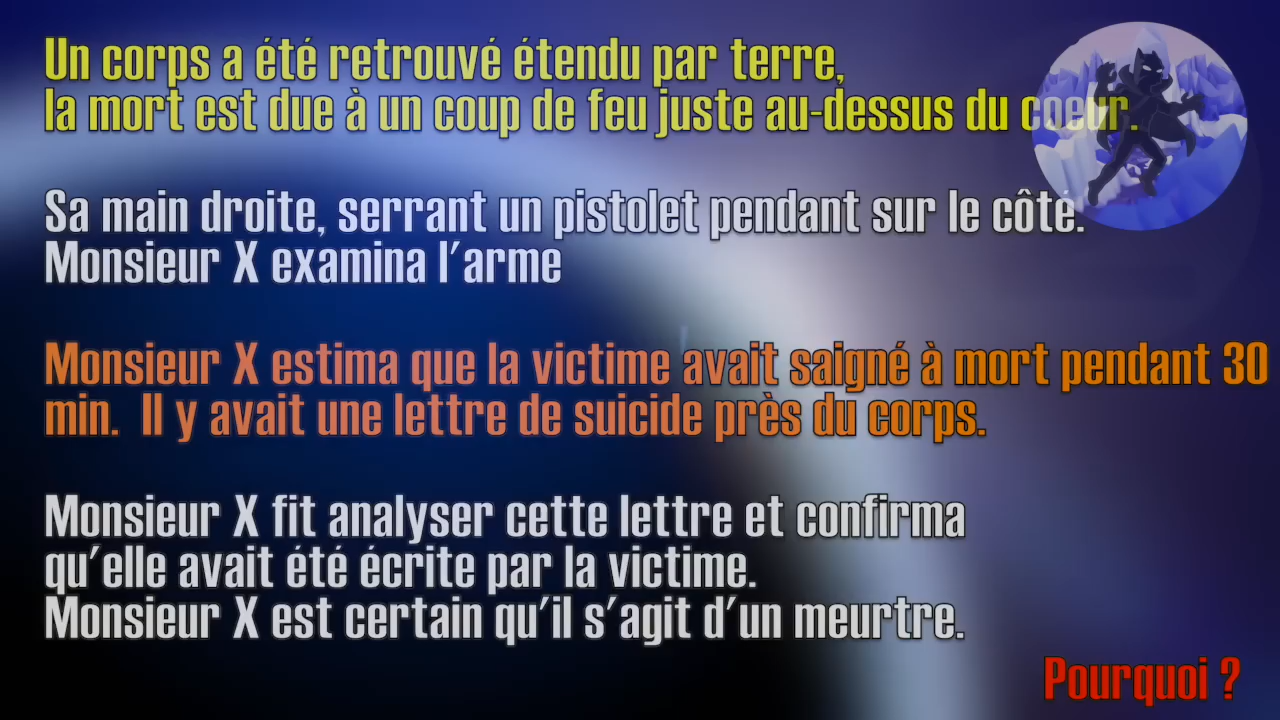 Un corps a été retrouvé étendu par terre,
la mort est due à un coup de feu juste au-dessus du coeur.
Sa main droite, serrant un pistolet pendant sur le côté.
Monsieur X examina l'arme
Monsieur X estima que la victime avait saigné à mort pendant 30
min. Il y avait une lettre de suicide près du corps.
Monsieur X fit analyser cette lettre et confirma
qu'elle avait été écrite par la victime.
Monsieur X est certain qu'il s'agit d'un meurtre.
Pourquoi ?